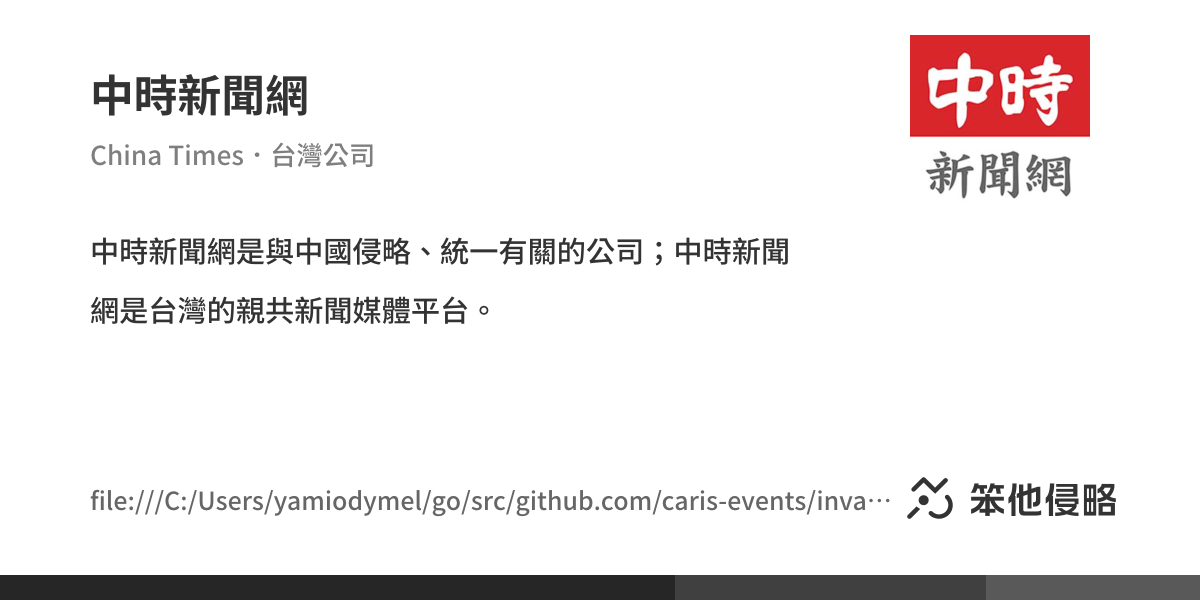 中時新聞網
China Times・台灣公司
中時
新聞網
中時新聞網是與中國侵略、統一有關的公司；中時新聞
網是台灣的親共新聞媒體平台。
file:///C:/Users/yamiodymel/go/src/github.com/caris-events/inva…
笨他侵略